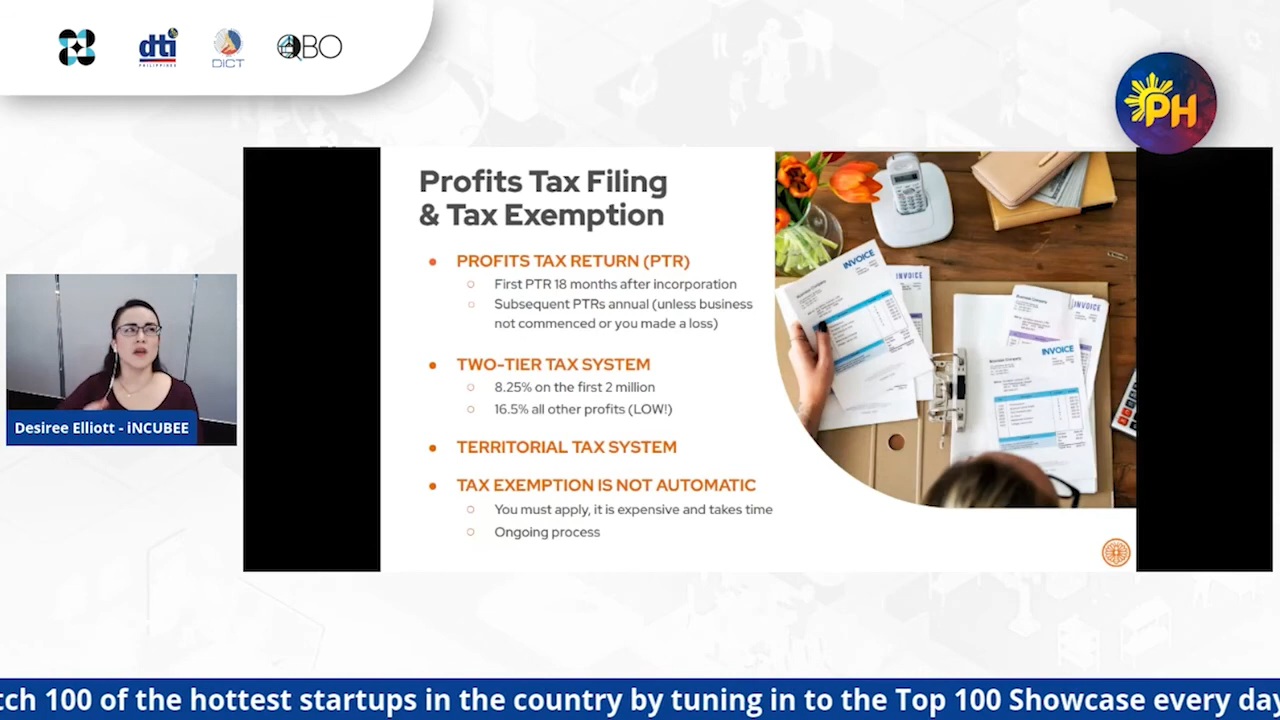 dti
PHILIPPINES
DICT
QBO
PH
Profits Tax Filing
& Tax Exemption
PROFITS TAX RETURN (PTR)
First PTR 18 months after incorporation
Subsequent PTRs annual (unless business
not commenced or you made a loss)
TWO-TIER TAX SYSTEM
8.25% on the first 2 million
16.5% all other profits (LOW!)
TERRITORIAL TAX SYSTEM
TAX EXEMPTION IS NOT AUTOMATIC
You must apply, it is expensive and takes time
Ongoing process
INVOICE
INVOICE
INVOICE
INVOICE
Desiree Elliott - iNCUBEE
tch 100 of the hottest startups in the country by tuning in to the Top 100 Showcase every day